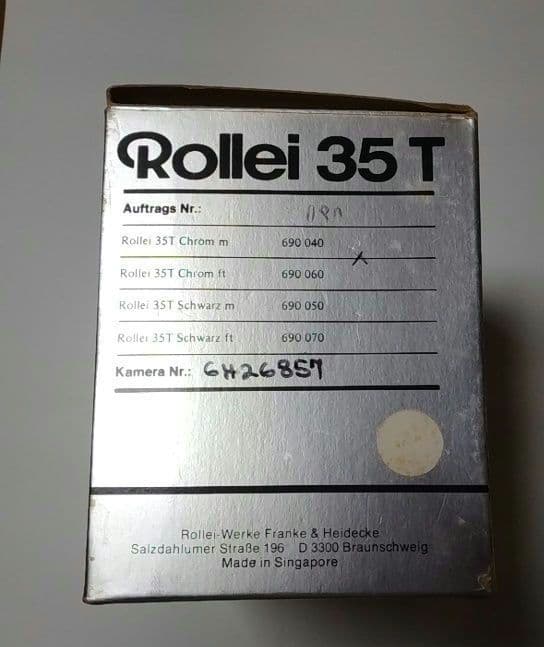 Rollei 35 T
Auftrags Nr.:
Rollei 35T Chrom m 690 040
Rollei 35T Chrom ft 690 060
Rollei 35T Schwarz m 690 050
Rollei 35T Schwarz ft 690 070
Kamera Nr.: 6426857
Rollei-Werke Franke & Heidecke
Salzdahlumer Straße 196 D 3300 Braunschweig
Made in Singapore